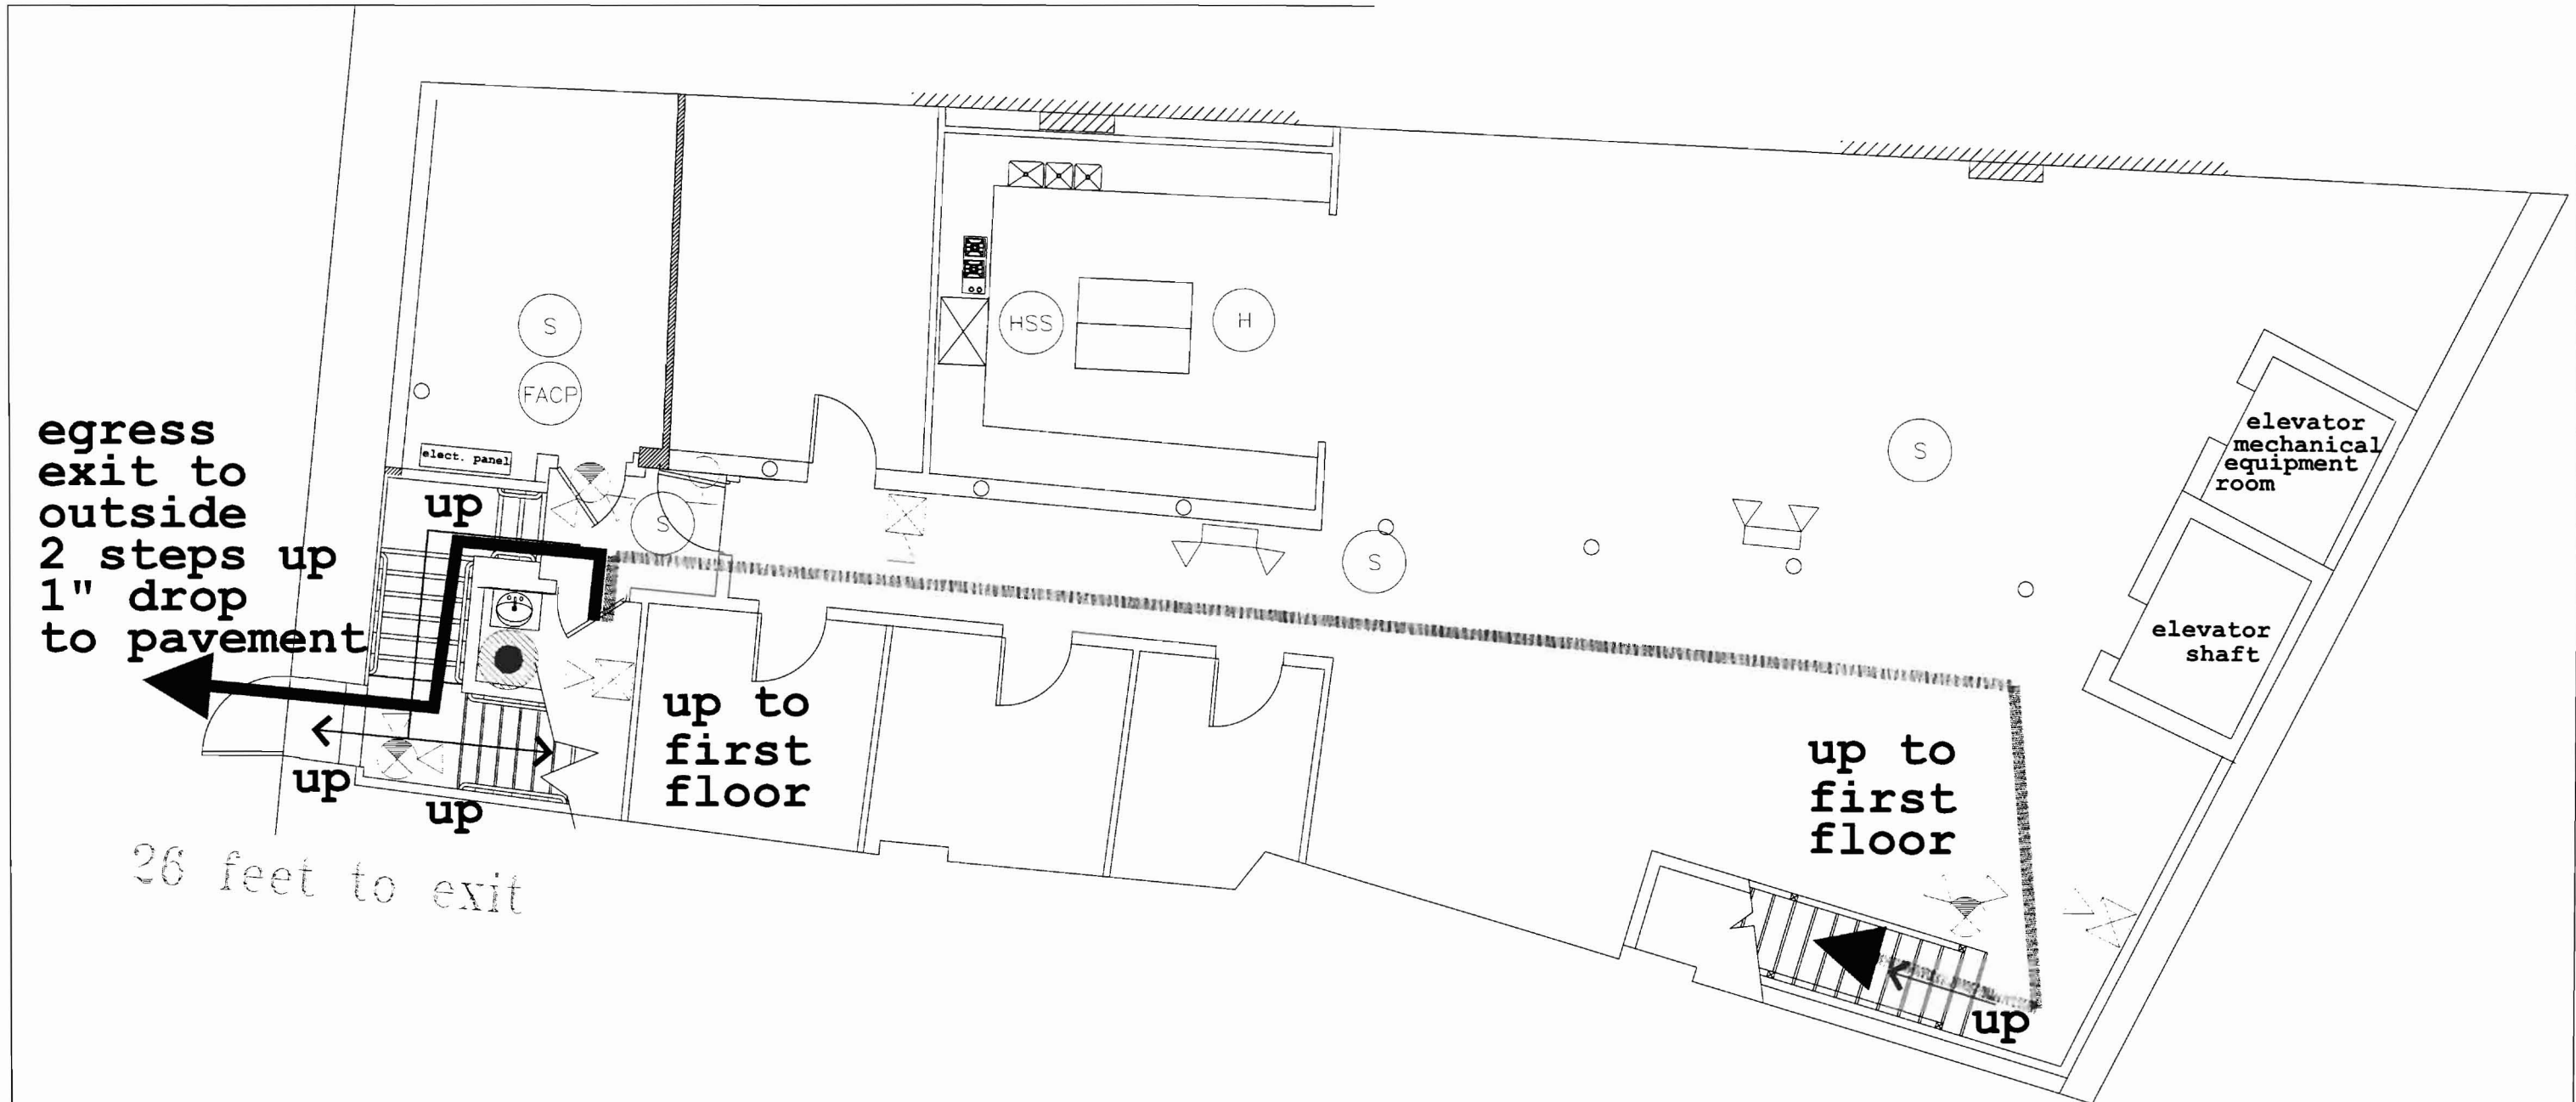 S
HSS
H
FACP
egress
exit to
outside
2 steps up
1" drop
to pavement
elect. panel
up
S
S
S
elevator
mechanical
equipment
room
elevator
shaft
up to
first
floor
up to
first
floor
up
up
26 feet to exit
up